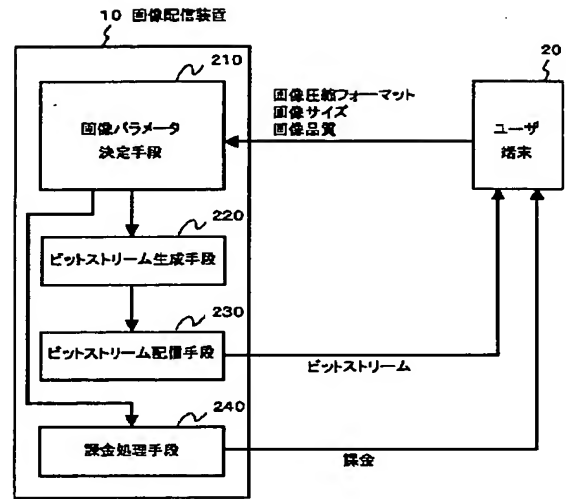 10 画像配信装置
210
画像パラメータ
決定手段
画像圧縮フォーマット
画像サイズ
画像品質
20
ユーザ
端末
220
ビットストリーム生成手段
230
ビットストリーム配信手段
ビットストリーム
240
課金処理手段
課金